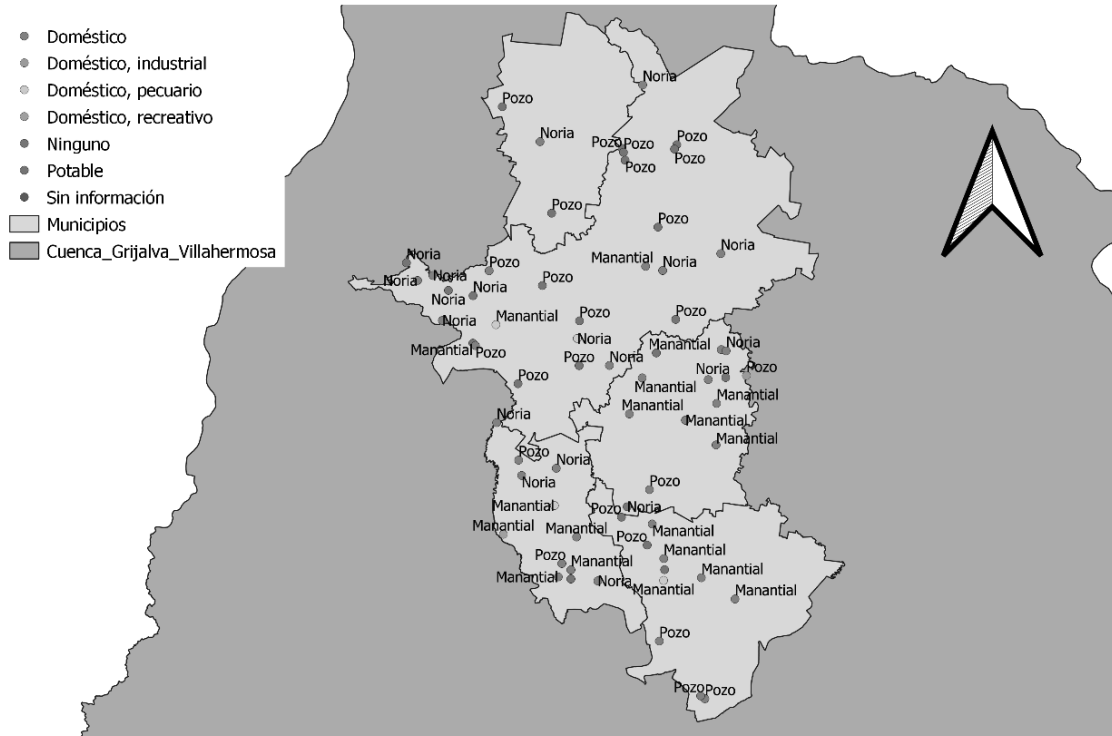 Doméstico
Doméstico, industrial
Doméstico, pecuario
Doméstico, recreativo
Ninguno
Potable
Sin información
Municipios
Cuenca_Grijalva_Villahermosa
Noria
Pozo
Noria
Pozo
Pozo
Pozo
Pozo
Pozo
Pozo
Pozo
Noria
Manantial
Noria
Noria
Pozo
Noria
Noria
Noria
Noria
Pozo
Noria
Manantial
Pozo
Pozo
Noria
Manantial
Pozo
Manantial
Noria
Pozo
Noria
Noria
Pozo
Manantial
Pozo
Manantial
Manantial
Manantial
Noria
Manantial
Pozo
Noria
Noria
Pozo
Manantial
Noria
Pozo
Manantial
Manantial
Manantial
Pozo
Manantial
Pozo
Manantial
Manantial
Manantial
Noria
Manantial
Manantial
Pozo
Pozo
Pozo